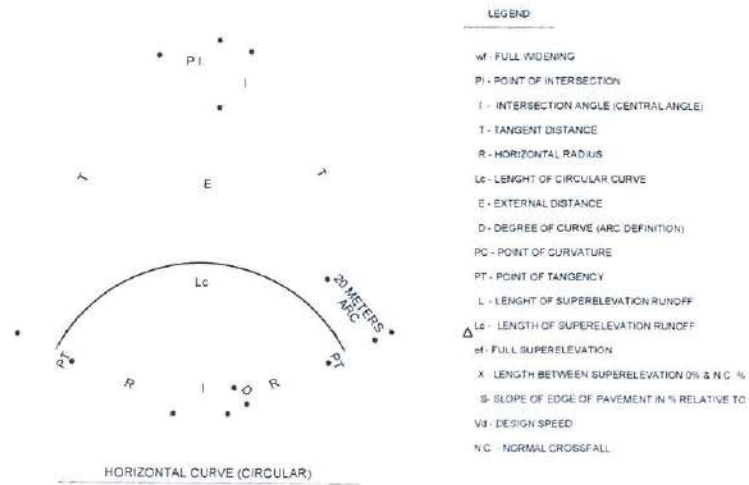 LEGEND
wf - FULL WIDENING
PI - POINT OF INTERSECTION
I - INTERSECTION ANGLE (CENTRAL ANGLE)
T - TANGENT DISTANCE
R - HORIZONTAL RADIUS
Lc - LENGHT OF CIRCULAR CURVE
E - EXTERNAL DISTANCE
D - DEGREE OF CURVE (ARC DEFINITION)
PC - POINT OF CURVATURE
PT - POINT OF TANGENCY
L - LENGHT OF SUPERELEVATION RUNOFF
Δ Lc - LENGTH OF SUPERELEVATION RUNOFF
ef - FULL SUPERELEVATION
X LENGTH BETWEEN SUPERELEVATION 0% & N.C. %
S- SLOPE OF EDGE OF PAVEMENT IN % RELATIVE TO
Vd - DESIGN SPEED
N.C. - NORMAL CROSSFALL
P.I.
I
T
E
T
Lc
20 METERS
ARC
PT
PT
R
I
D
R
HORIZONTAL CURVE (CIRCULAR)